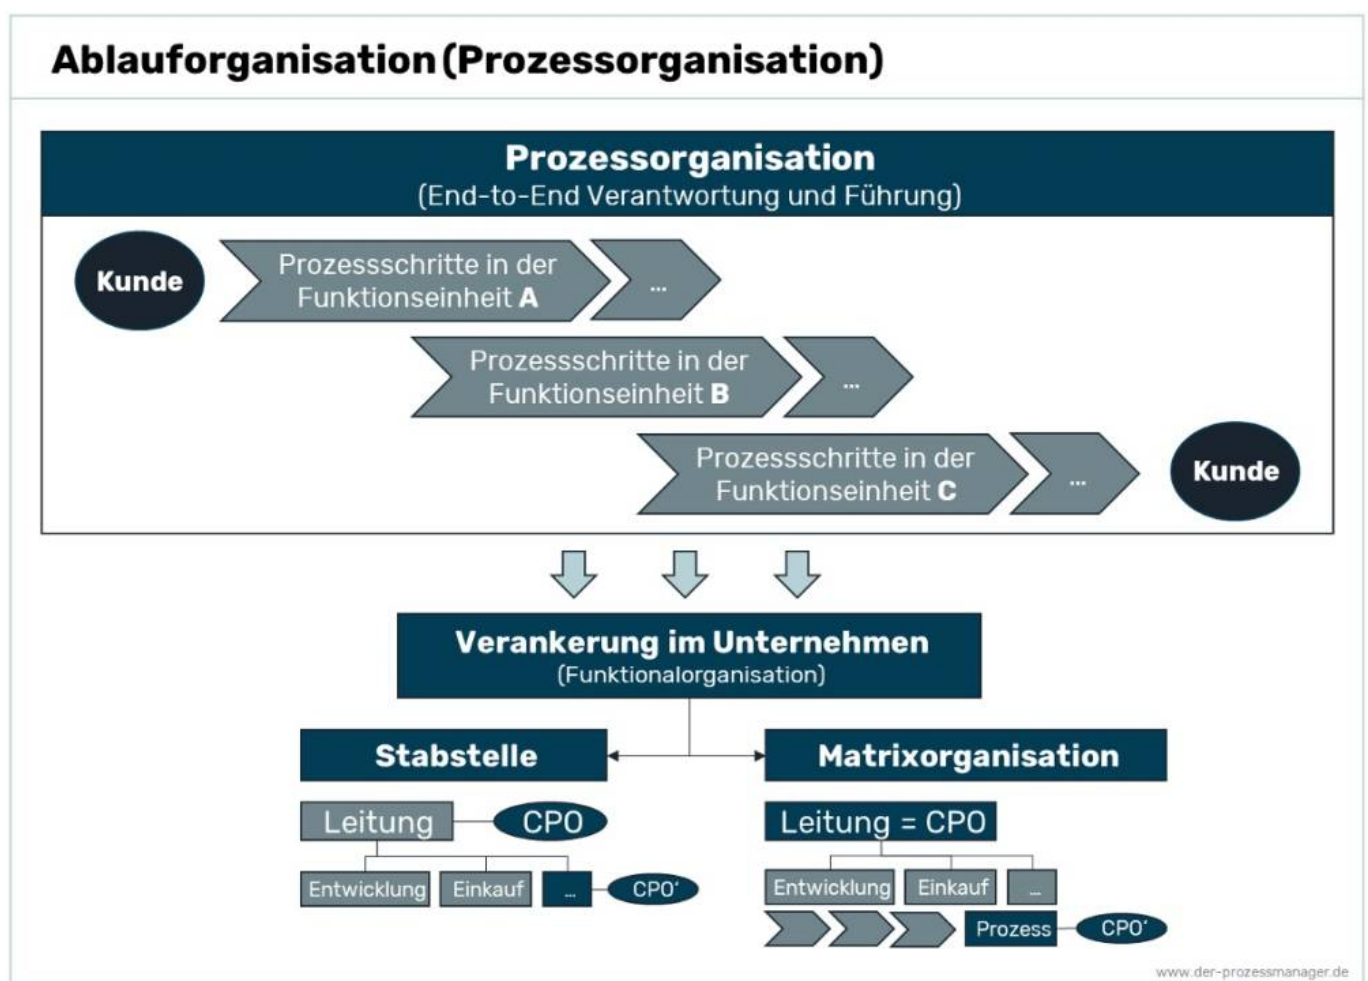 Ablauforganisation (Prozessorganisation)
Prozessorganisation
(End-to-End Verantwortung und Führung)
Kunde
Prozessschritte in der
Funktionseinheit A
...
Prozessschritte in der
Funktionseinheit B
...
Prozessschritte in der
Funktionseinheit C
...
Kunde
Verankerung im Unternehmen
(Funktionalorganisation)
Stabstelle
Matrixorganisation
Leitung
CPO
Entwicklung
Einkauf
...
CPO‘
Leitung = CPO
Entwicklung
Einkauf
...
Prozess
CPO‘
www.der-prozessmanager.de